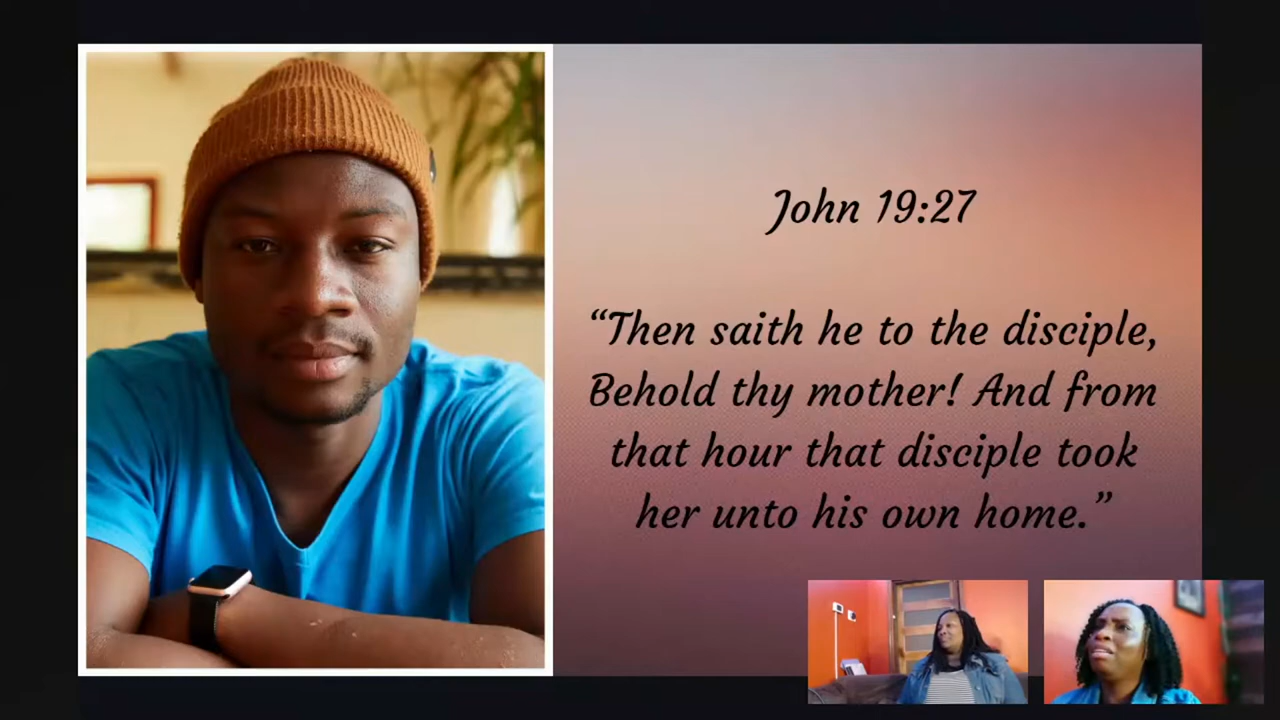 John 19:27
“Then saith he to the disciple,
Behold thy mother! And from
that hour that disciple took
her unto his own home.”